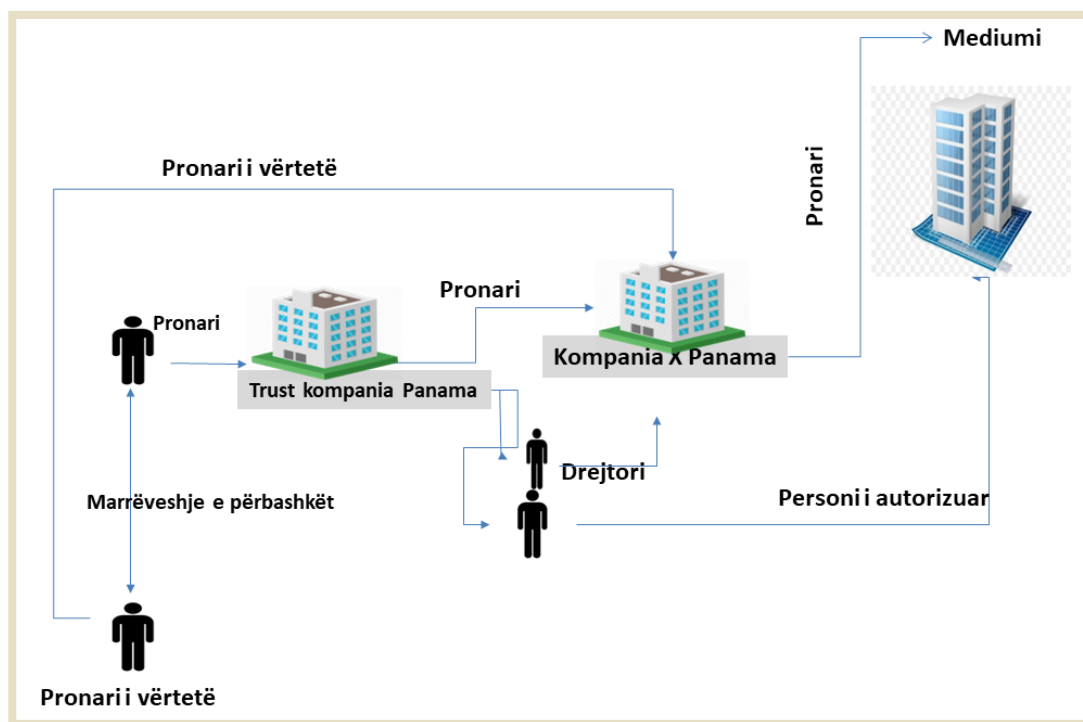 Mediumi
Pronari i vërtetë
Pronari
Pronari
Pronari
Kompania X Panama
Trust kompania Panama
Drejtori
Marrëveshje e përbashkët
Personi i autorizuar
Pronari i vërtetë